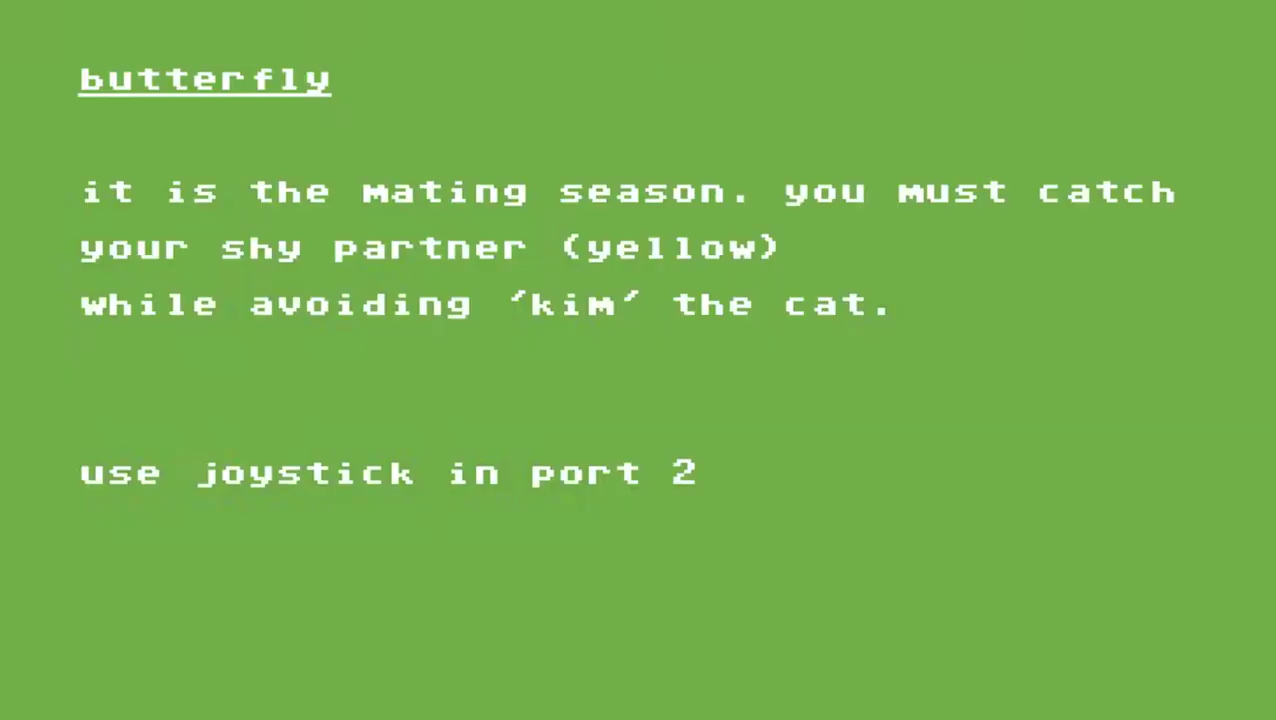 butterfly
it is the mating season. you must catch
your shy partner (yellow)
while avoiding ‘kim’ the cat.
use joystick in port 2